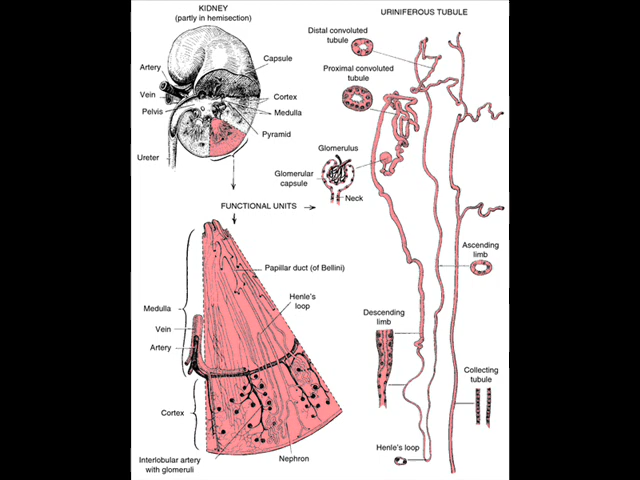 KIDNEY
(partly in hemisection)
Capsule
Artery
Vein
Cortex
Pelvis
Medulla
Pyramid
Ureter
FUNCTIONAL UNITS
Papillar duct (of Bellini)
Henle's
loop
Medulla
Vein
Artery
Cortex
Interlobular artery
with glomeruli
Nephron
URINIFEROUS TUBULE
Distal convoluted
tubule
Proximal convoluted
tubule
Glomerulus
Glomerular
capsule
Neck
Ascending
limb
Descending
limb
Collecting
tubule
Henle's loop